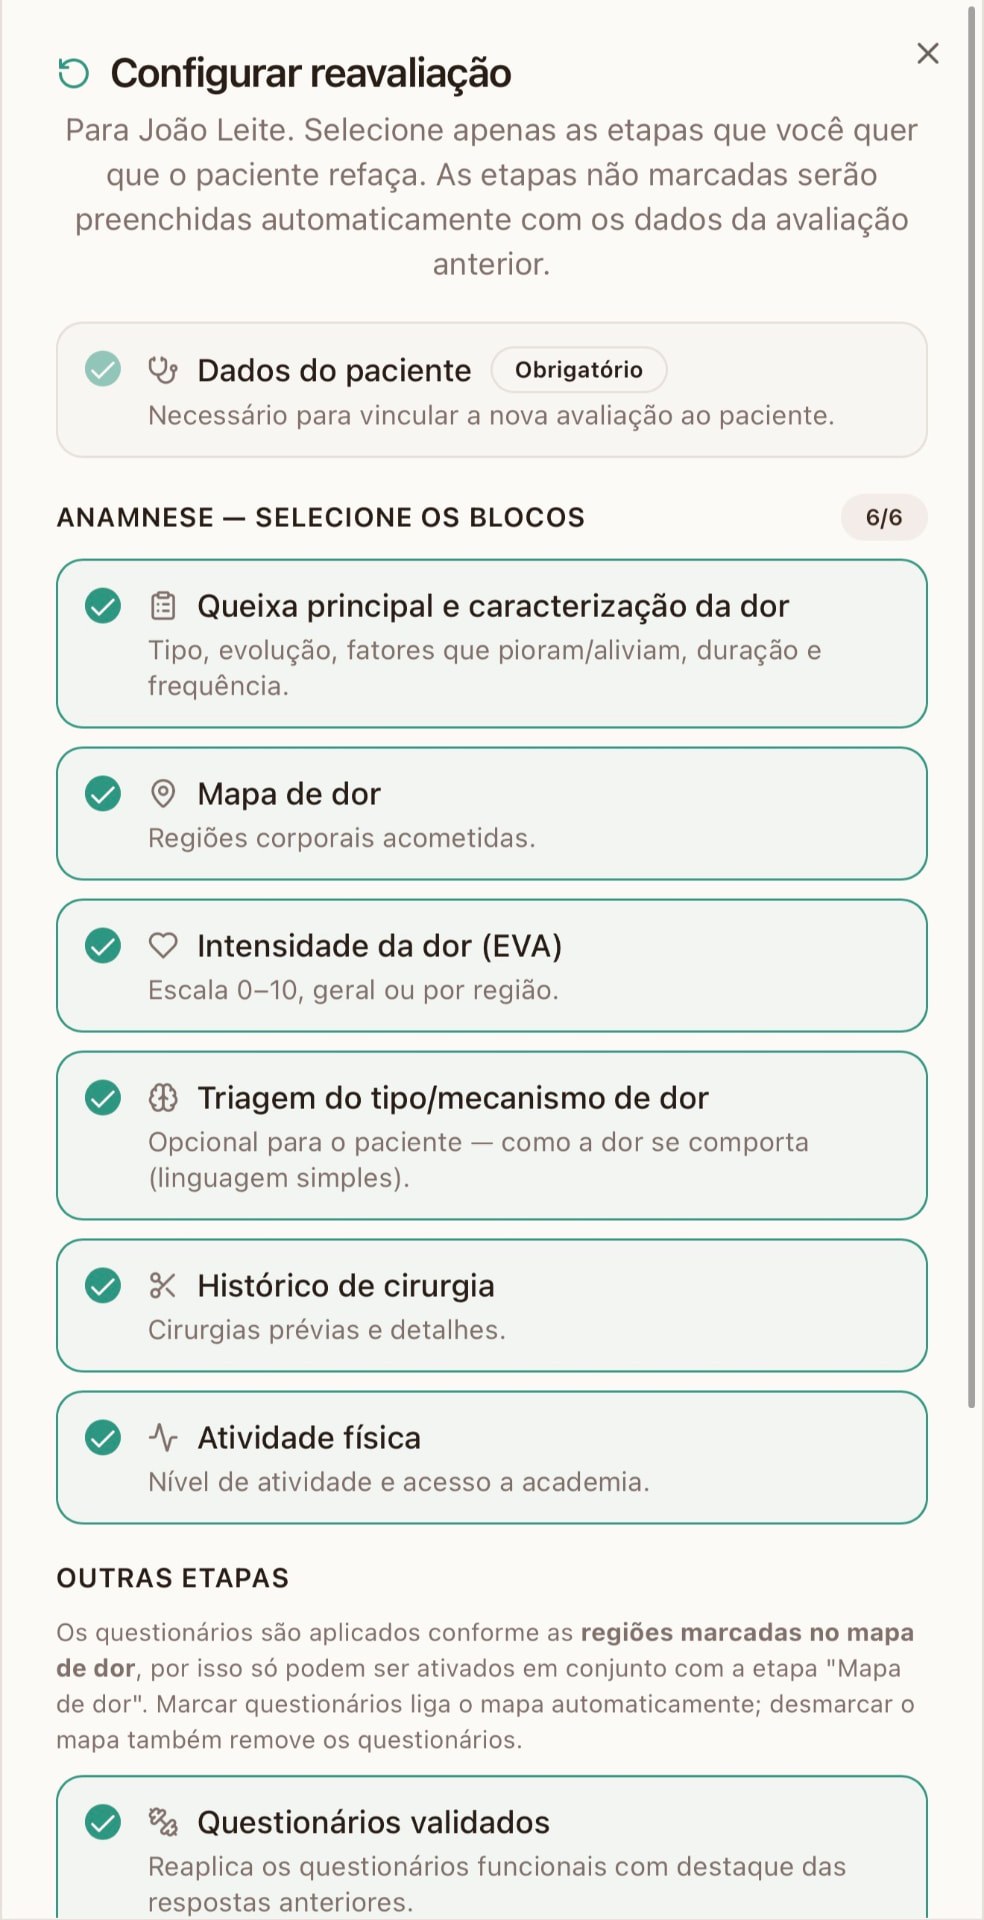 Configurar reavaliação
Para João Leite. Selecione apenas as etapas que você quer
que o paciente refaça. As etapas não marcadas serão
preenchidas automaticamente com os dados da avaliação
anterior.
Dados do paciente Obrigatório
Necessário para vincular a nova avaliação ao paciente.
ANAMNESE — SELECIONE OS BLOCOS 6/6
Queixa principal e caracterização da dor
Tipo, evolução, fatores que pioram/aliviam, duração e
frequência.
Mapa de dor
Regiões corporais acometidas.
Intensidade da dor (EVA)
Escala 0–10, geral ou por região.
Triagem do tipo/mecanismo de dor
Opcional para o paciente — como a dor se comporta
(linguagem simples).
Histórico de cirurgia
Cirurgias prévias e detalhes.
Atividade física
Nível de atividade e acesso a academia.
OUTRAS ETAPAS
Os questionários são aplicados conforme as regiões marcadas no mapa
de dor, por isso só podem ser ativados em conjunto com a etapa "Mapa
de dor". Marcar questionários liga o mapa automaticamente; desmarcar o
mapa também remove os questionários.
Questionários validados
Reaplica os questionários funcionais com destaque das
respostas anteriores.